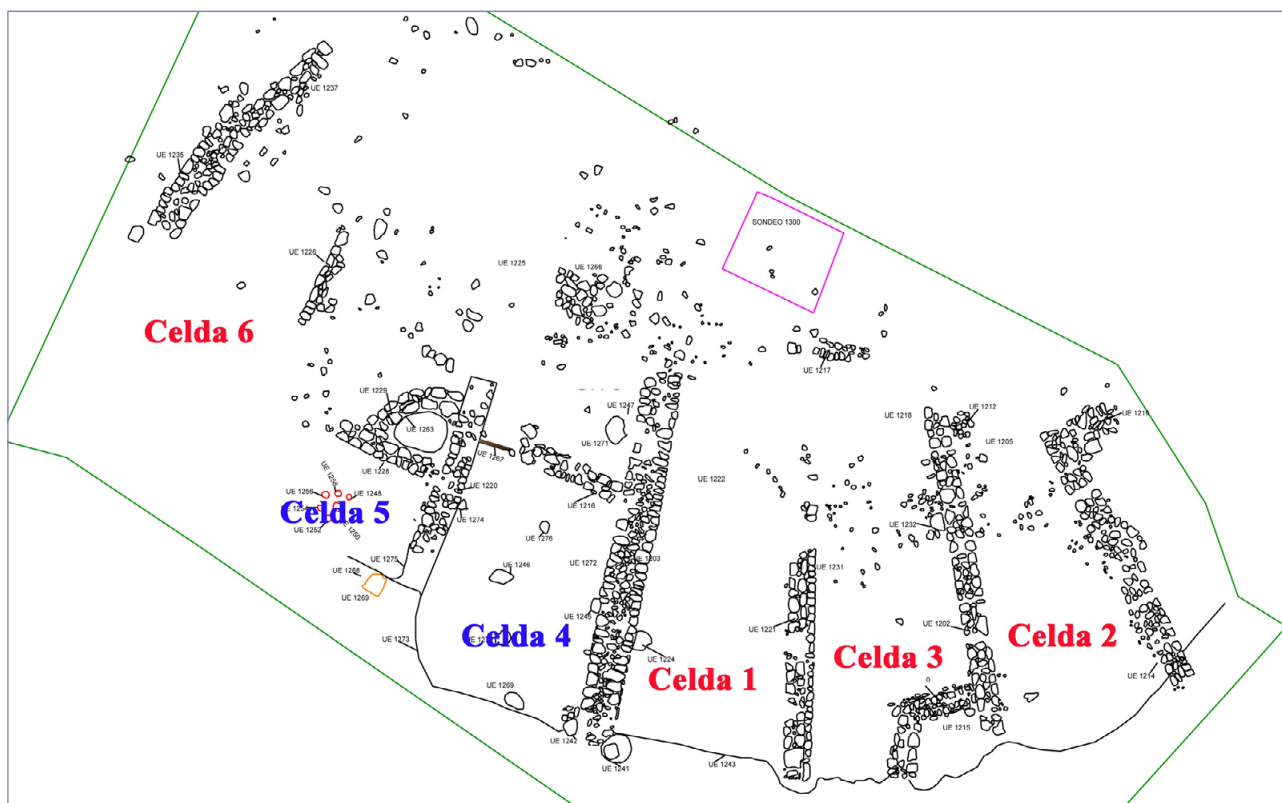 UE 1237
UE 1235
SONDEO 1300
UE 1226
UE 1225
UE 1266
Celda 6
UE 1217
UE 1229
UE 1263
UE 1247
UE 1271
UE 1218
UE 1212
UE 1219
UE 1205
UE 1267
UE 1228
UE 1220
UE 1222
UE 1216
UE 1248
Celda 5
UE 1274
UE 1232
UE 1250
UE 1276
UE 1275
UE 1272
UE 1203
UE 1231
UE 1268
UE 1246
UE 1269
UE 1245
UE 1221
UE 1202
UE 1273
Celda 4
UE 1224
Celda 1
Celda 3
Celda 2
UE 1214
0
UE 1269
UE 1215
UE 1242
UE 1241
UE 1243